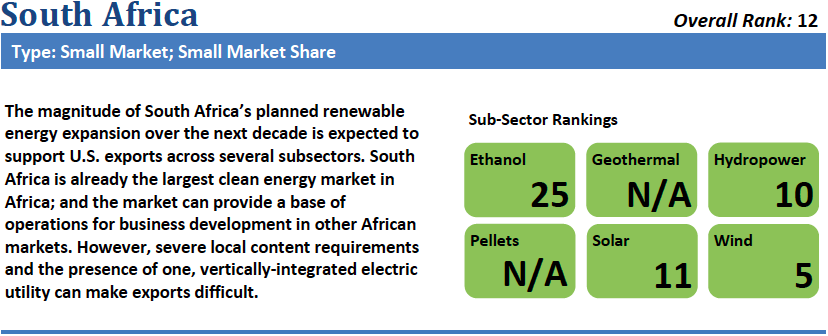 South Africa
Overall Rank: 12
Type: Small Market; Small Market Share
The magnitude of South Africa's planned renewable
energy expansion over the next decade is expected to
support U.S. exports across several subsectors. South
Africa is already the largest clean energy market in
Africa; and the market can provide a base of
operations for business development in other African
markets. However, severe local content requirements
and the presence of one, vertically-integrated electric
utility can make exports difficult.
Sub-Sector Rankings
Ethanol
25
Geothermal
N/A
Hydropower
10
Pellets
N/A
Solar
11
Wind
5